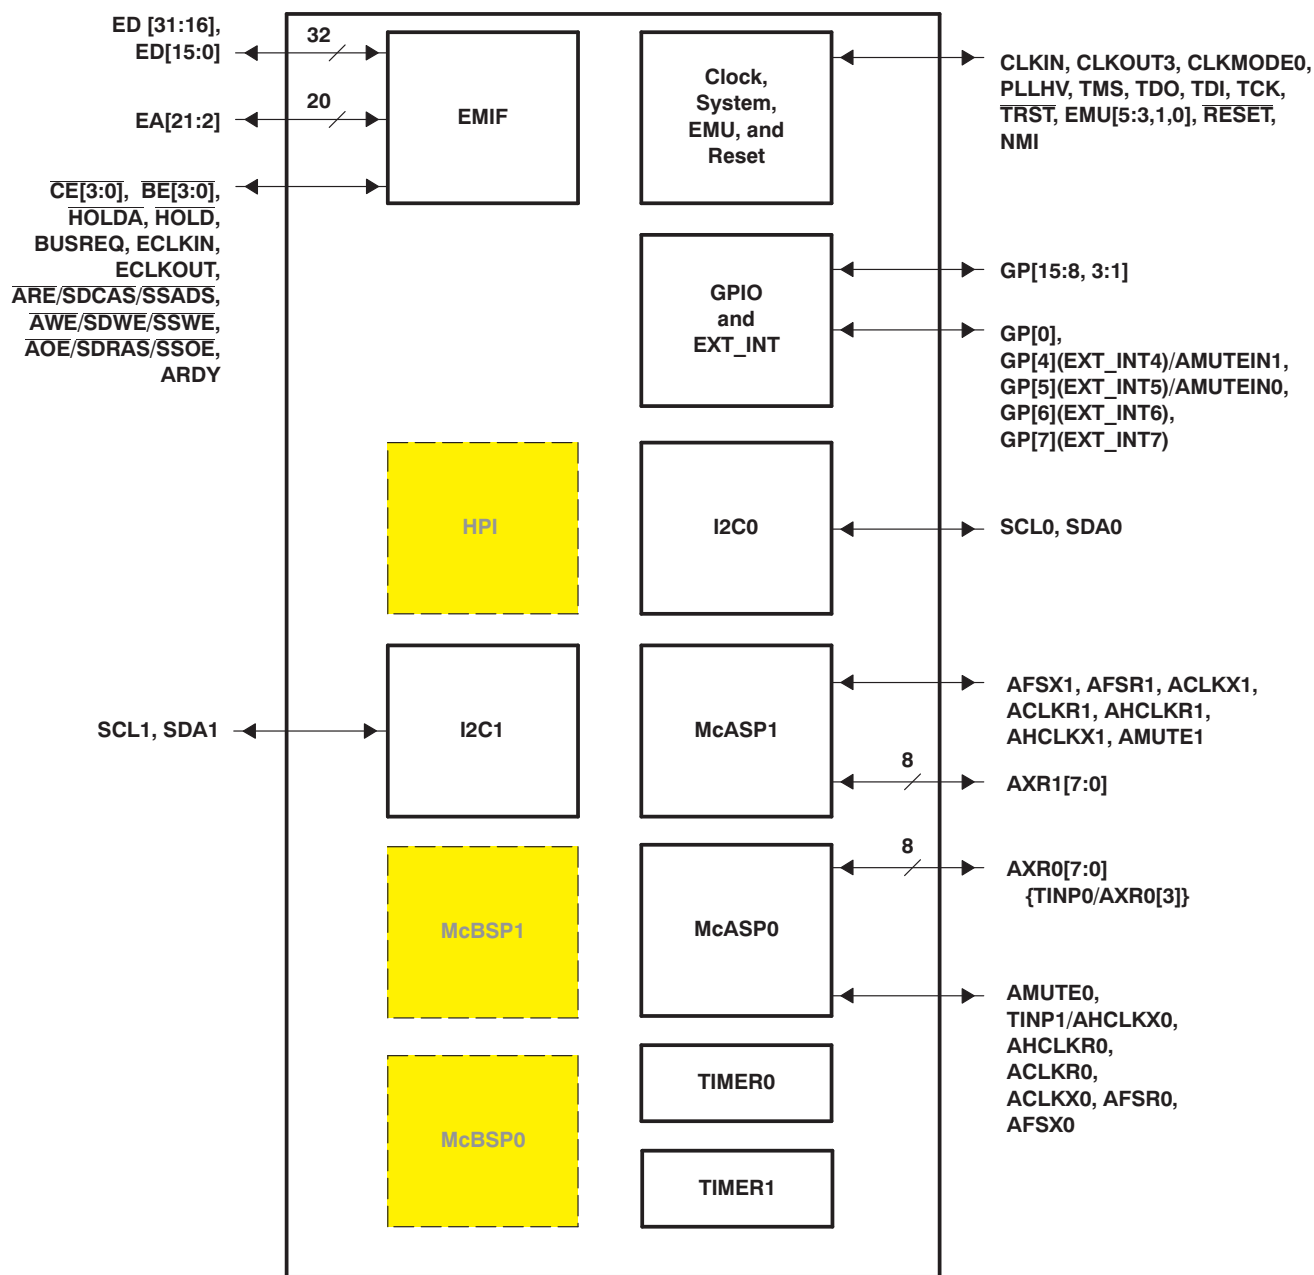 ED [31:16],
ED[15:0]
32
EA[21:2]
20
EMIF
CE[3:0], BE[3:0],
HOLDA, HOLD,
BUSREQ, ECLKIN,
ECLKOUT,
ARE/SDCAS/SSADS,
AWE/SDWE/SSWE,
AOE/SDRAS/SSOE,
ARDY
Clock,
System,
EMU, and
Reset
CLKIN, CLKOUT3, CLKMODE0,
PLLHV, TMS, TDO, TDI, TCK,
TRST, EMU[5:3,1,0], RESET,
NMI
GPIO
and
EXT_INT
GP[15:8, 3:1]
GP[0],
GP[4](EXT_INT4)/AMUTEIN1,
GP[5](EXT_INT5)/AMUTEIN0,
GP[6](EXT_INT6),
GP[7](EXT_INT7)
HPI
I2C0
SCL0, SDA0
SCL1, SDA1
I2C1
McASP1
AFSX1, AFSR1, ACLKX1,
ACLKR1, AHCLKR1,
AHCLKX1, AMUTE1
8
AXR1[7:0]
McBSP1
McASP0
8
AXR0[7:0]
{TINP0/AXR0[3]}
AMUTE0,
TINP1/AHCLKX0,
AHCLKR0,
ACLKR0,
ACLKX0, AFSR0,
AFSX0
McBSP0
TIMER0
TIMER1